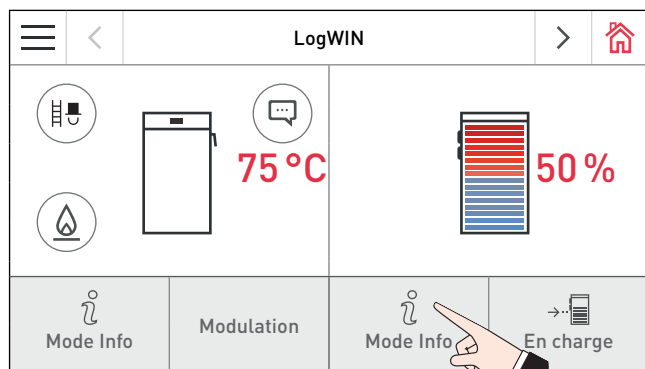 LogWIN
75 °C
50 %
Mode Info
Modulation
Mode Info
En charge